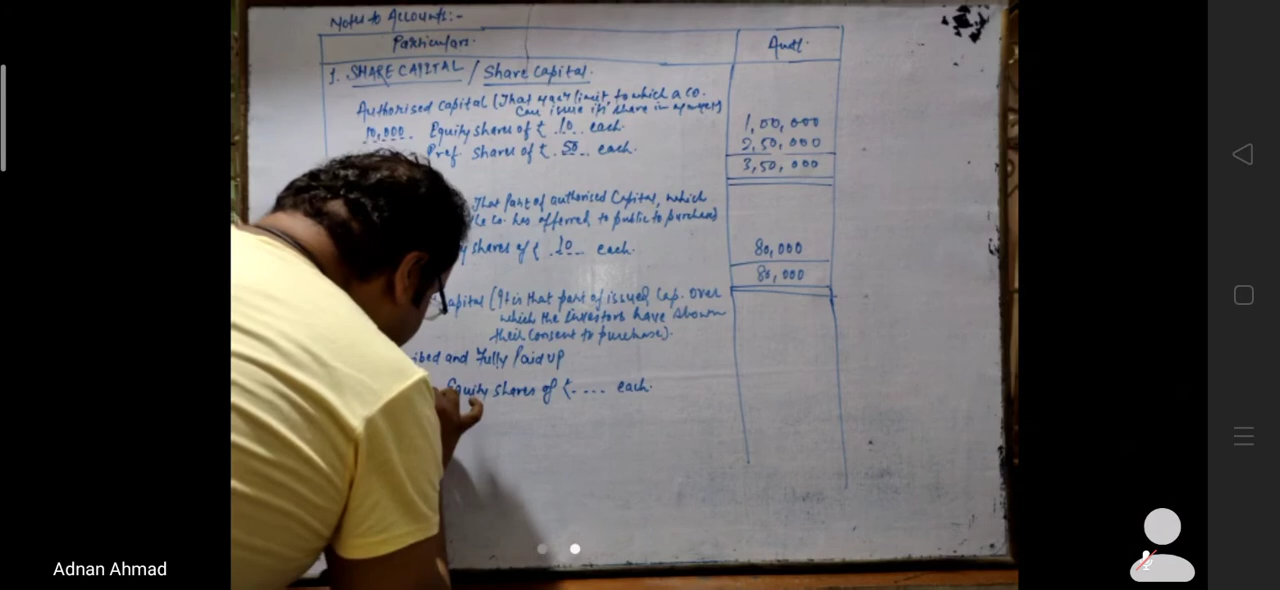 Notes to Accounts:-
Particulars. Amt.
1. SHARE CAPITAL / Share Capital.
Authorised Capital (That max limit, to which a co.
can issue its share in
10,000. Equity shares of ₹ .10.. each. 1,00,000
Pref. Shares of ₹ .50.. each. 2,50,000
3,50,000
That part of authorised Capital, which
Co. has offerred to public to purchase)
shares of ₹ .10.. each. 80,000
80,000
apital (It is that part of issued Cap. over
which the investors have shown
their consent to purchase).
ibed and Fully Paid up
Equity shares of ₹.... each.
Adnan Ahmad